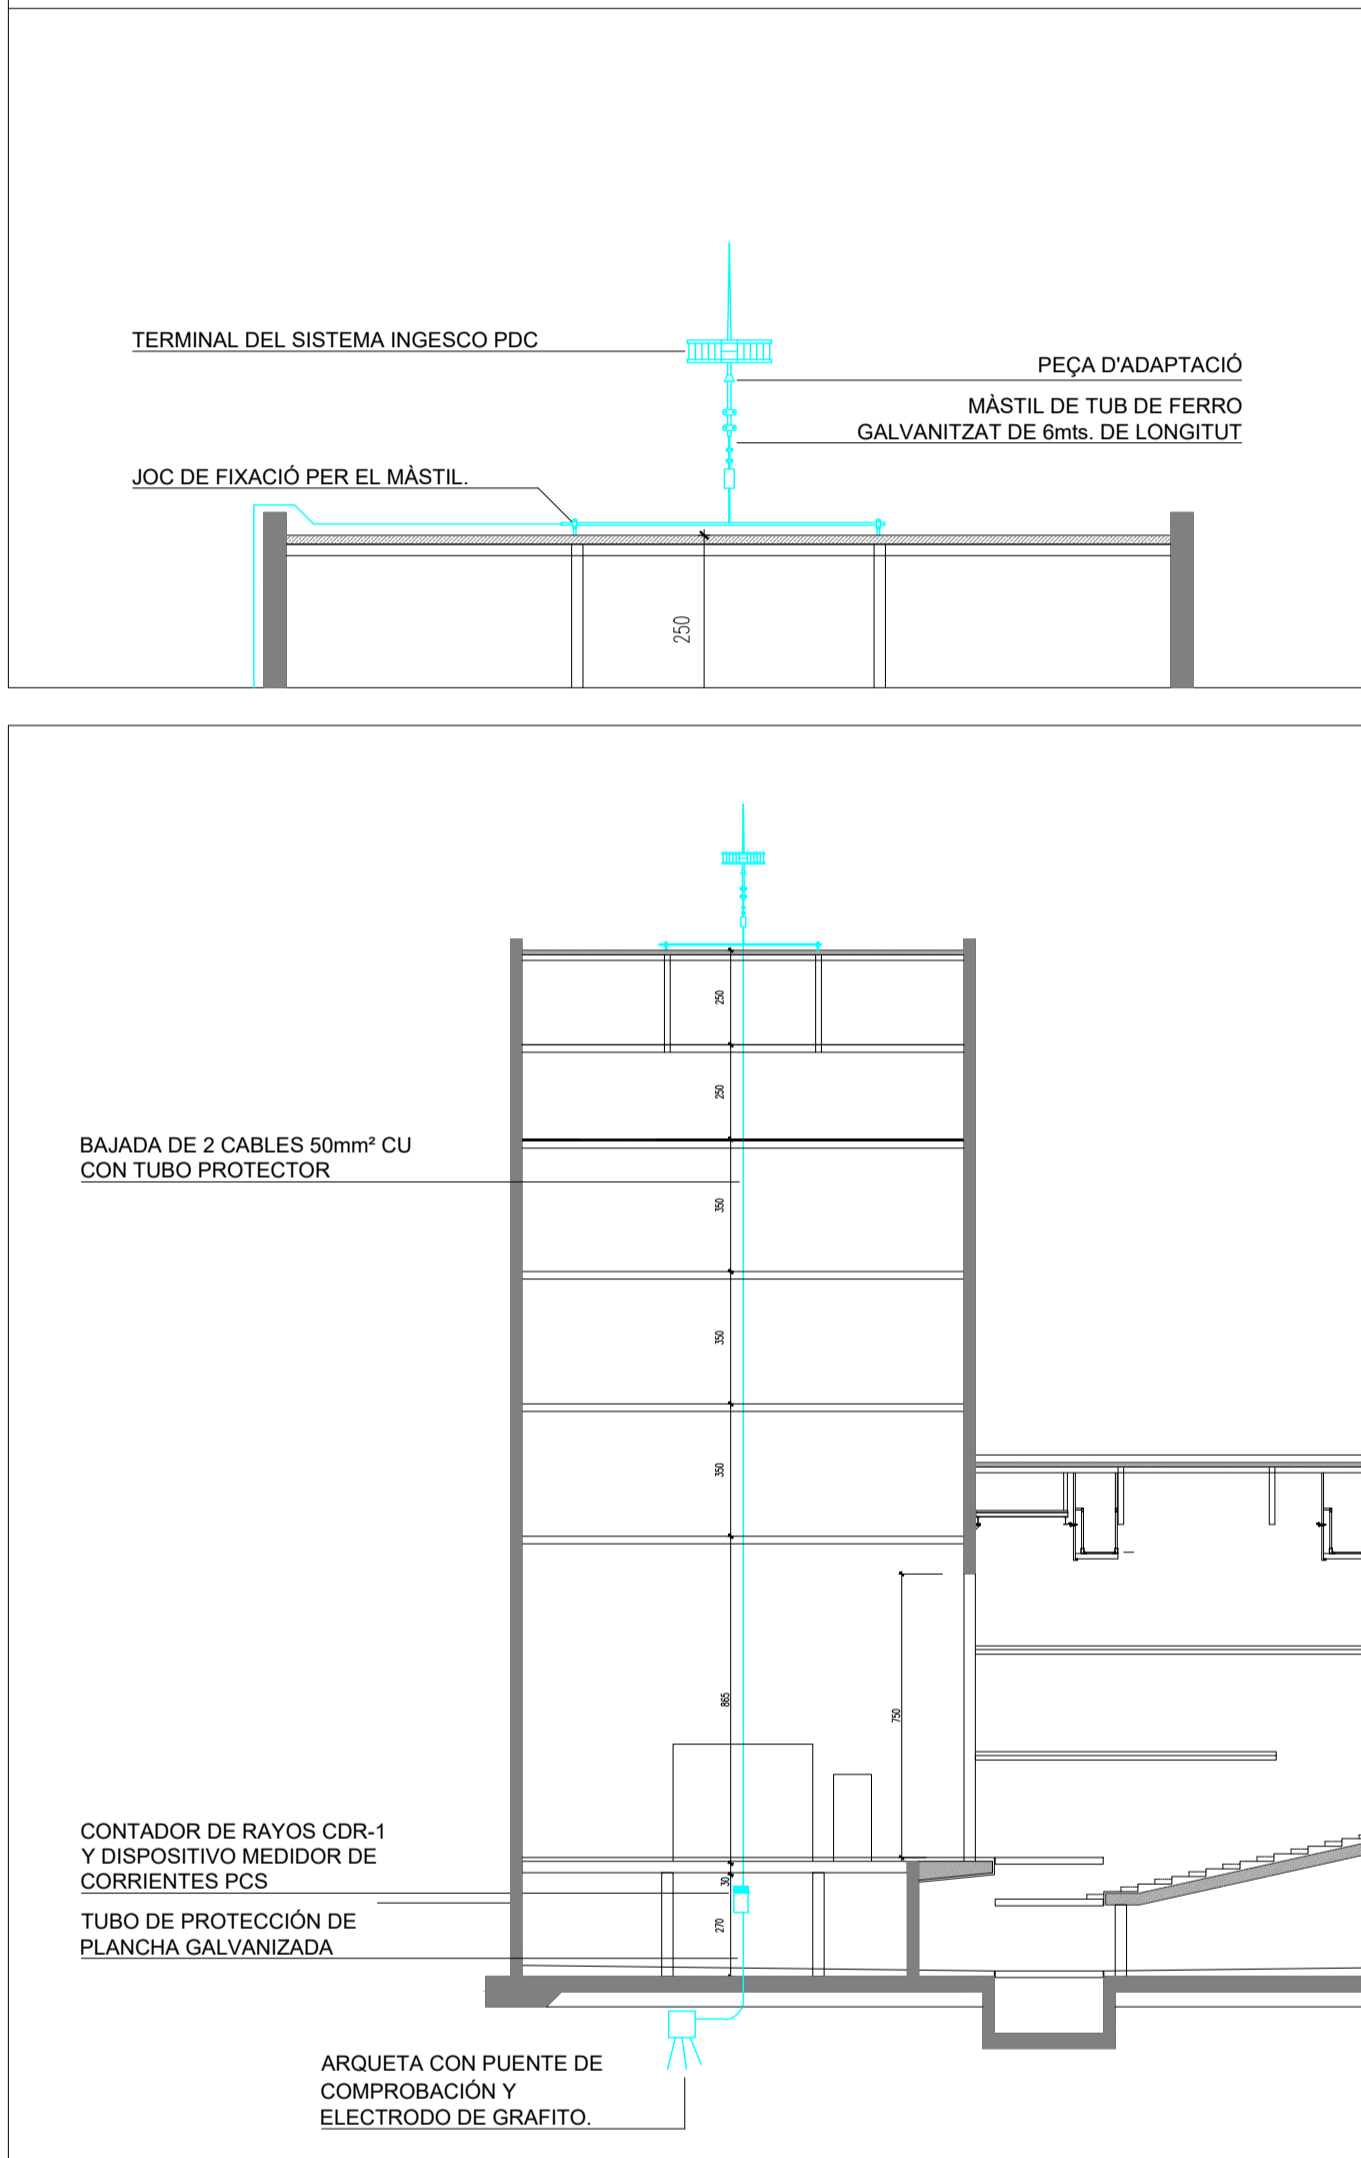 TERMINAL DEL SISTEMA INGESCO PDC
PEÇA D'ADAPTACIÓ
MÀSTIL DE TUB DE FERRO
GALVANITZAT DE 6mts. DE LONGITUT
JOC DE FIXACIÓ PER EL MÀSTIL.
250
250
250
BAJADA DE 2 CABLES 50mm² CU
CON TUBO PROTECTOR
350
350
350
865
750
CONTADOR DE RAYOS CDR-1
Y DISPOSITIVO MEDIDOR DE
CORRIENTES PCS
30
TUBO DE PROTECCIÓN DE
PLANCHA GALVANIZADA
270
ARQUETA CON PUENTE DE
COMPROBACIÓN Y
ELECTRODO DE GRAFITO.